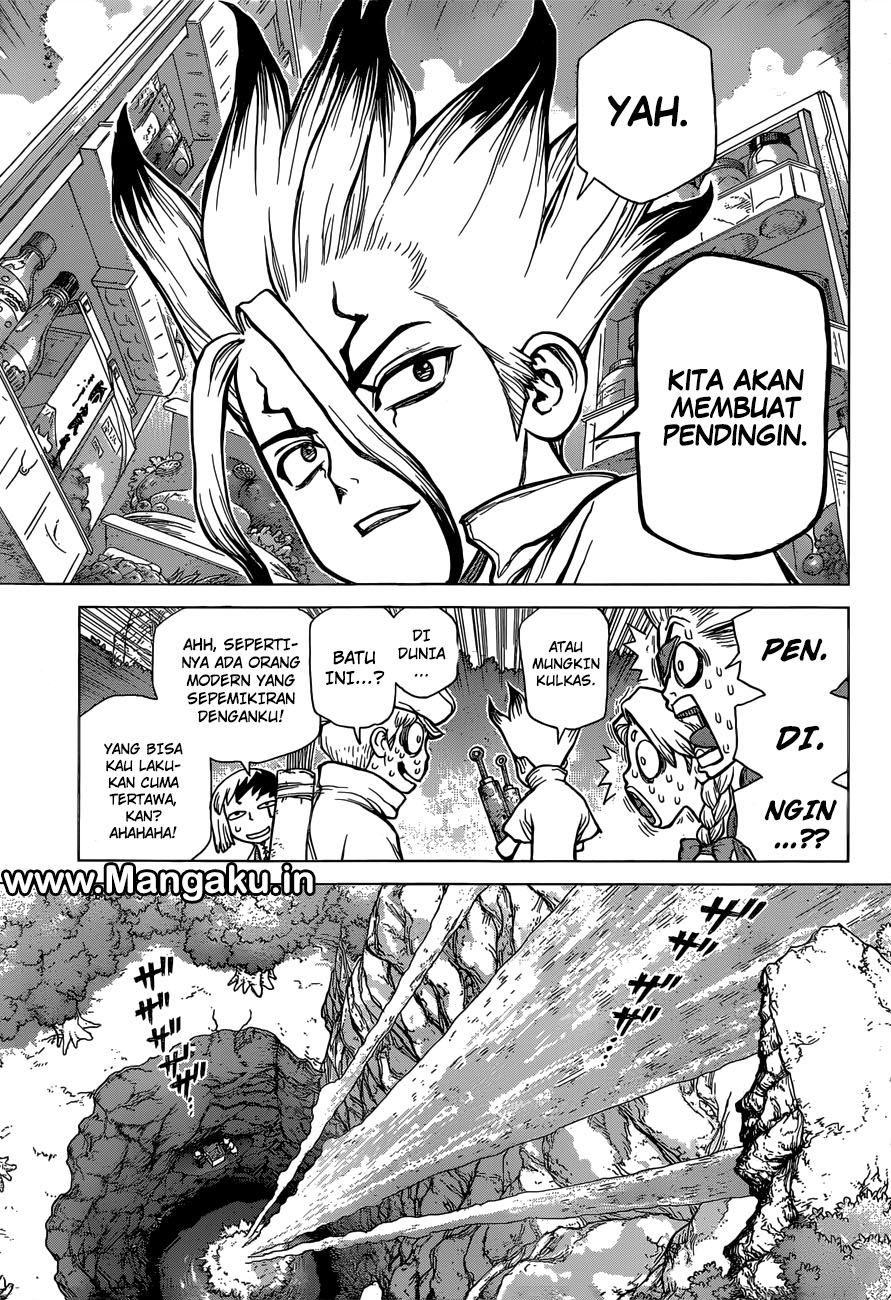 YAH.
KITA AKAN
MEMBUAT
PENDINGIN.
PEN.
DI.
NGIN
...??
ATAU
MUNGKIN
KULKAS.
DI
DUNIA
...
BATU
INI...?
AHH, SEPERTI-
NYA ADA ORANG
MODERN YANG
SEPEMIKIRAN
DENGANKU!
YANG BISA
KAU LAKU-
KAN CUMA
TERTAWA,
KAN?
AHAHAHA!
www.Mangaku.in
ザザザザザ
ザザザザザ